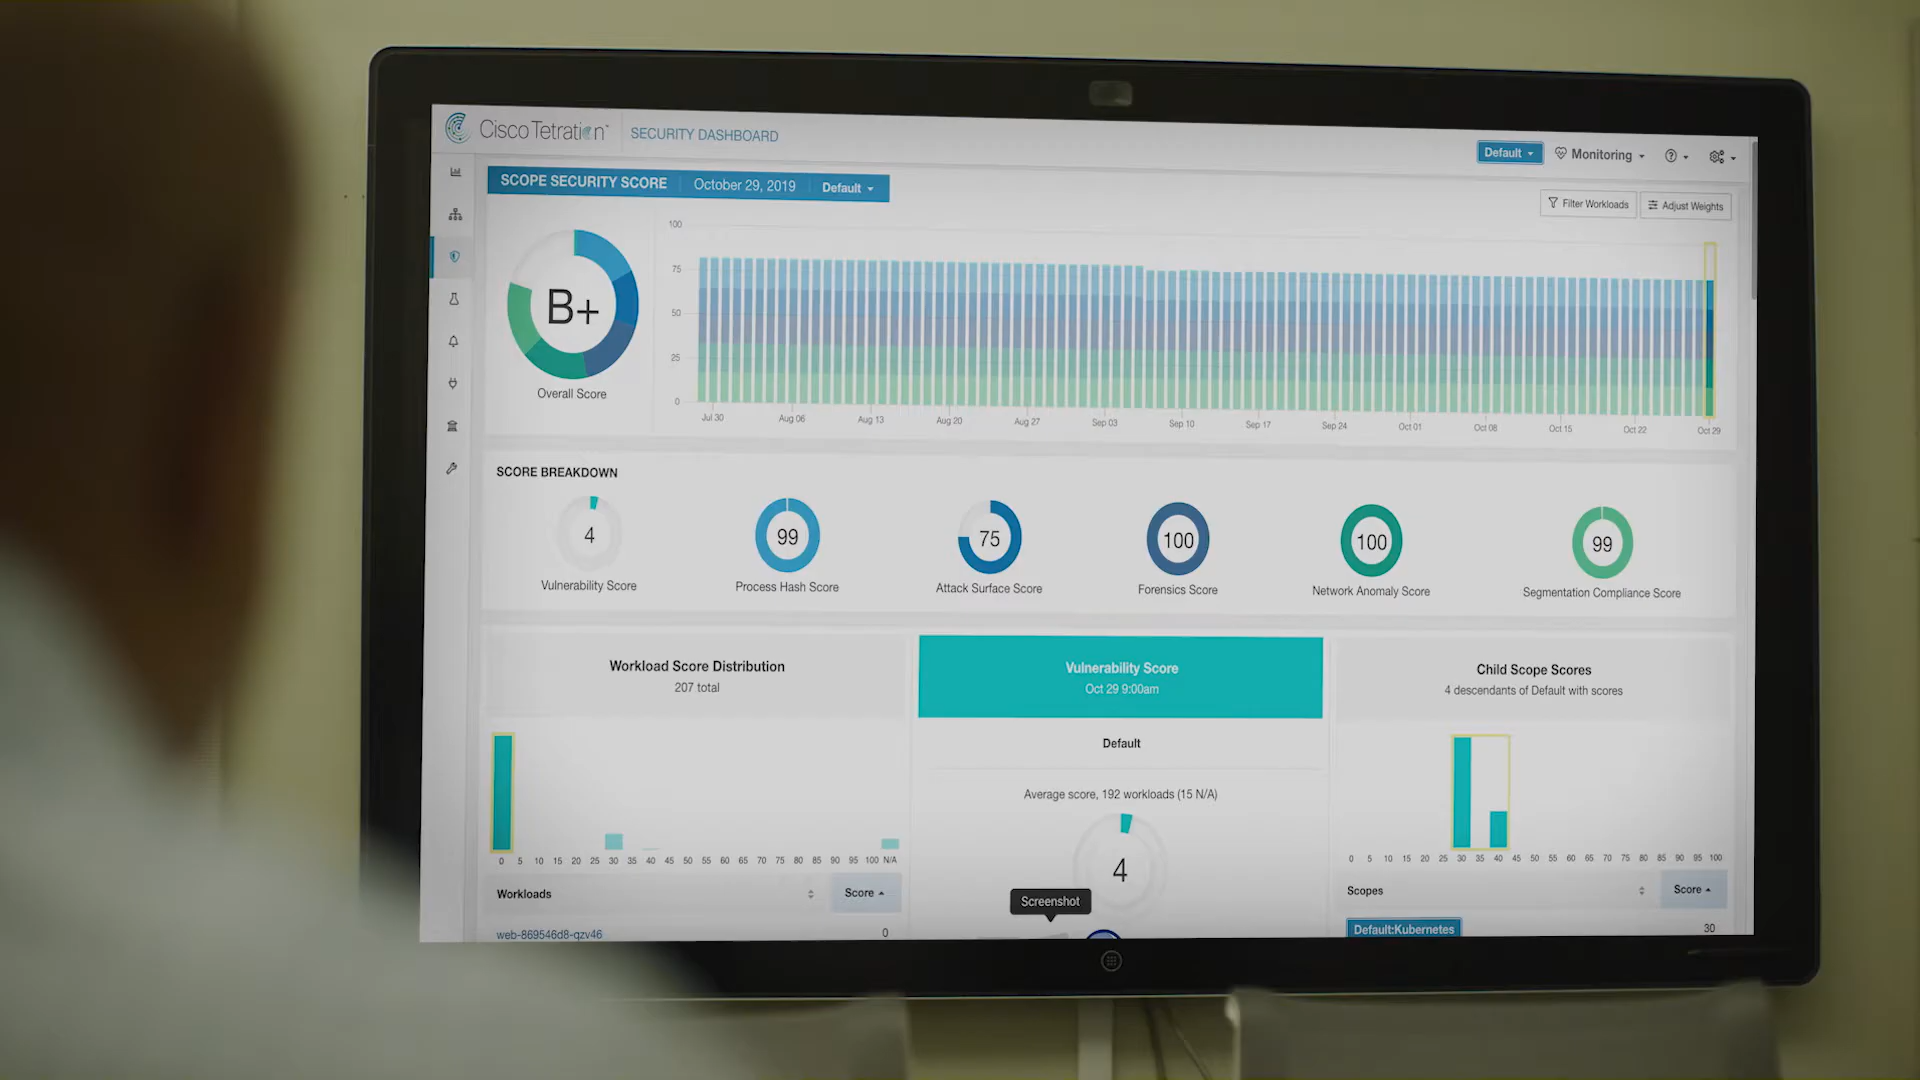 Cisco Tetration™ SECURITY DASHBOARD
Default Monitoring
SCOPE SECURITY SCORE October 29, 2019 Default
Filter Workloads Adjust Weights
B+
Overall Score
100
75
50
25
0
Jul 30 Aug 06 Aug 13 Aug 20 Aug 27 Sep 03 Sep 10 Sep 17 Sep 24 Oct 01 Oct 08 Oct 15 Oct 22 Oct 29
SCORE BREAKDOWN
4 99 75 100 100 99
Vulnerability Score Process Hash Score Attack Surface Score Forensics Score Network Anomaly Score Segmentation Compliance Score
Workload Score Distribution
207 total
0 5 10 15 20 25 30 35 40 45 50 55 60 65 70 75 80 85 90 95 100 N/A
Workloads Score
web-869546d8-qzv46 0
Vulnerability Score
Oct 29 9:00am
Default
Average score, 192 workloads (15 N/A)
4
Screenshot
Child Scope Scores
4 descendants of Default with scores
0 5 10 15 20 25 30 35 40 45 50 55 60 65 70 75 80 85 90 95 100
Scopes Score
Default:Kubernetes 30